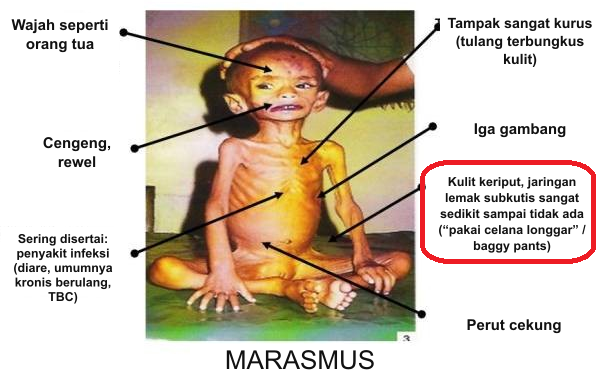 Wajah seperti
orang tua
Cengeng,
rewel
Sering disertai:
penyakit infeksi
(diare, umumnya
kronis berulang,
TBC)
Tampak sangat kurus
(tulang terbungkus
kulit)
Iga gambang
Kulit keriput, jaringan
lemak subkutis sangat
sedikit sampai tidak ada
(“pakai celana longgar” /
baggy pants)
Perut cekung
3
MARASMUS